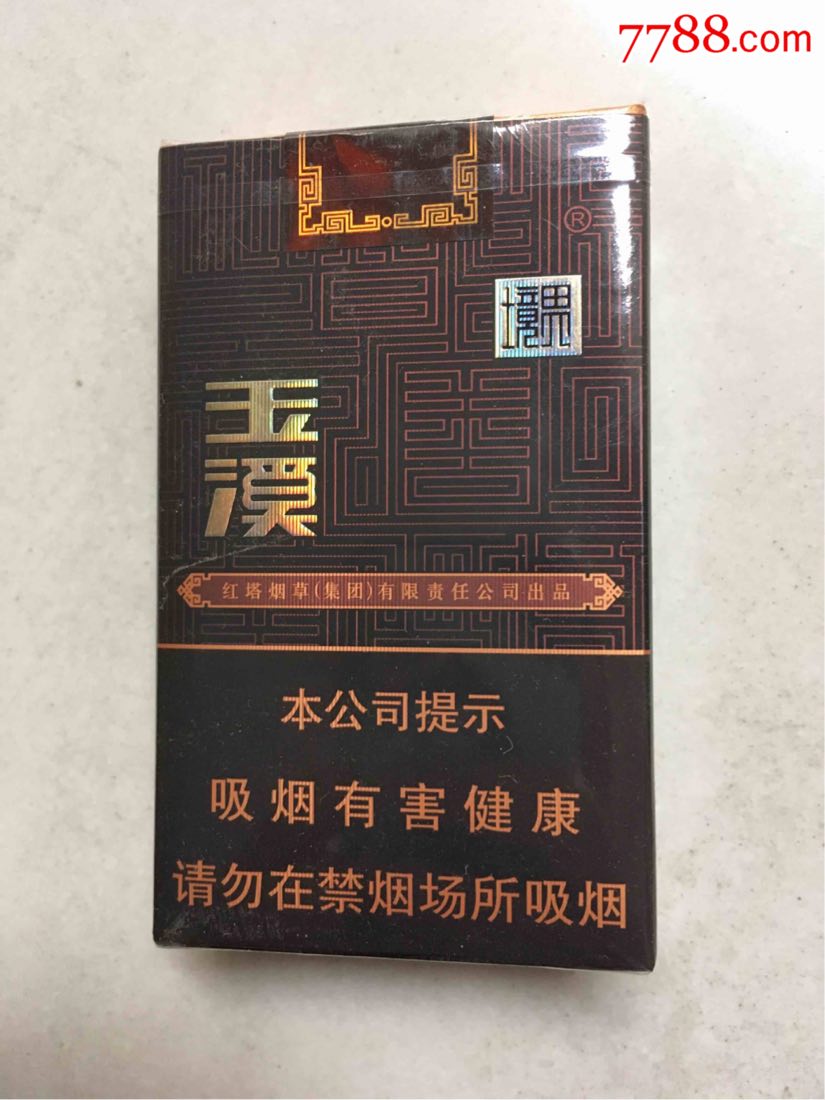 7788.com
®
境界
玉
溪
红塔烟草(集团)有限责任公司出品
本公司提示
吸烟有害健康
请勿在禁烟场所吸烟